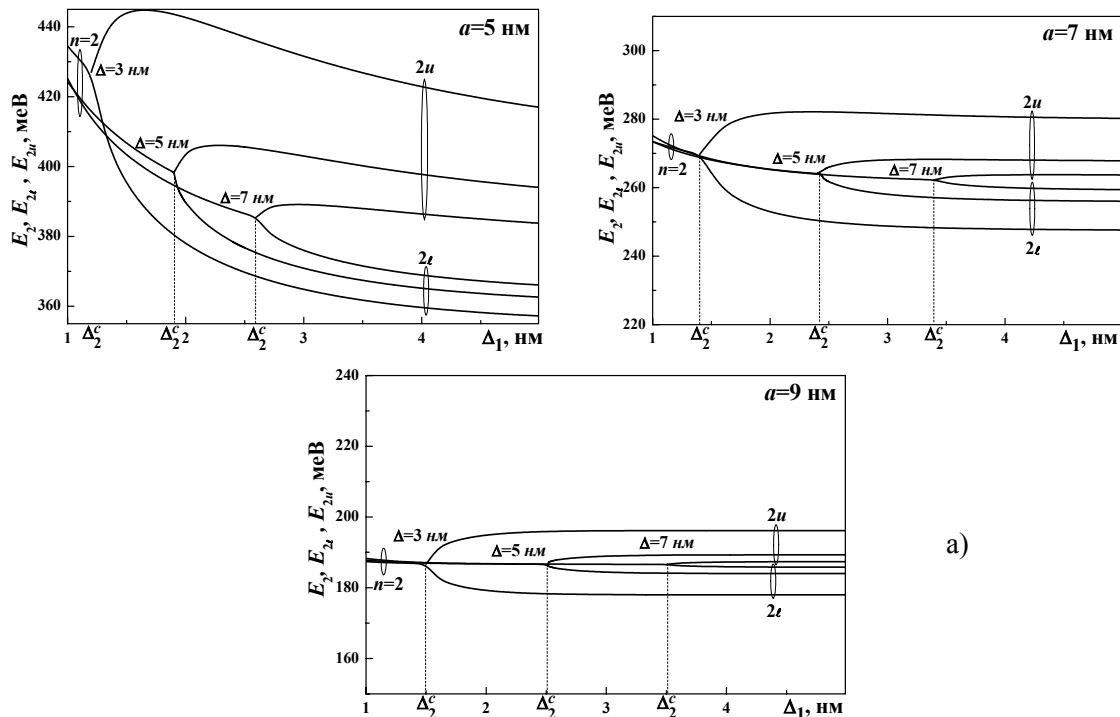 a=5 нм
E₂, E₂ℓ, E₂ᵤ, меВ
440
420
400
380
360
n=2
Δ=3 нм
Δ=5 нм
Δ=7 нм
2u
2ℓ
1 Δ₂ᶜ Δ₂ᶜ 2 Δ₂ᶜ 3 4 Δ₁, нм
a=7 нм
E₂, E₂ℓ, E₂ᵤ, меВ
300
280
260
240
220
Δ=3 нм
n=2
Δ=5 нм
Δ=7 нм
2u
2ℓ
1 Δ₂ᶜ 2 Δ₂ᶜ 3 Δ₂ᶜ 4 Δ₁, нм
a=9 нм
E₂, E₂ℓ, E₂ᵤ, меВ
240
220
200
180
160
Δ=3 нм
n=2
Δ=5 нм
Δ=7 нм
2u
2ℓ
1 Δ₂ᶜ 2 Δ₂ᶜ 3 Δ₂ᶜ 4 Δ₁, нм
а)